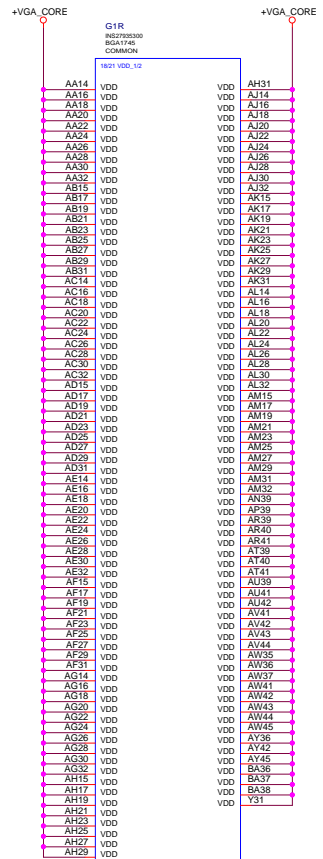 +VGA_CORE +VGA_CORE
G1R
INS27935300
BGA1745
COMMON
18/21 VDD_1/2
AA14 VDD VDD AH31
AA16 VDD VDD AJ14
AA18 VDD VDD AJ16
AA20 VDD VDD AJ18
AA22 VDD VDD AJ20
AA24 VDD VDD AJ22
AA26 VDD VDD AJ24
AA28 VDD VDD AJ26
AA30 VDD VDD AJ28
AA32 VDD VDD AJ30
AB15 VDD VDD AJ32
AB17 VDD VDD AK15
AB19 VDD VDD AK17
AB21 VDD VDD AK19
AB23 VDD VDD AK21
AB25 VDD VDD AK23
AB27 VDD VDD AK25
AB29 VDD VDD AK27
AB31 VDD VDD AK29
AC14 VDD VDD AK31
AC16 VDD VDD AL14
AC18 VDD VDD AL16
AC20 VDD VDD AL18
AC22 VDD VDD AL20
AC24 VDD VDD AL22
AC26 VDD VDD AL24
AC28 VDD VDD AL26
AC30 VDD VDD AL28
AC32 VDD VDD AL30
AD15 VDD VDD AL32
AD17 VDD VDD AM15
AD19 VDD VDD AM17
AD21 VDD VDD AM19
AD23 VDD VDD AM21
AD25 VDD VDD AM23
AD27 VDD VDD AM25
AD29 VDD VDD AM27
AD31 VDD VDD AM29
AE14 VDD VDD AM31
AE16 VDD VDD AM32
AE18 VDD VDD AN39
AE20 VDD VDD AP39
AE22 VDD VDD AR39
AE24 VDD VDD AR40
AE26 VDD VDD AR41
AE28 VDD VDD AT39
AE30 VDD VDD AT40
AE32 VDD VDD AT41
AF15 VDD VDD AU39
AF17 VDD VDD AU41
AF19 VDD VDD AU42
AF21 VDD VDD AV41
AF23 VDD VDD AV42
AF25 VDD VDD AV43
AF27 VDD VDD AV44
AF29 VDD VDD AW35
AF31 VDD VDD AW36
AG14 VDD VDD AW37
AG16 VDD VDD AW41
AG18 VDD VDD AW42
AG20 VDD VDD AW43
AG22 VDD VDD AW44
AG24 VDD VDD AW45
AG26 VDD VDD AY36
AG28 VDD VDD AY42
AG30 VDD VDD AY45
AG32 VDD VDD BA36
AH15 VDD VDD BA37
AH17 VDD VDD BA38
AH19 VDD VDD Y31
AH21 VDD
AH23 VDD
AH25 VDD
AH27 VDD
AH29 VDD